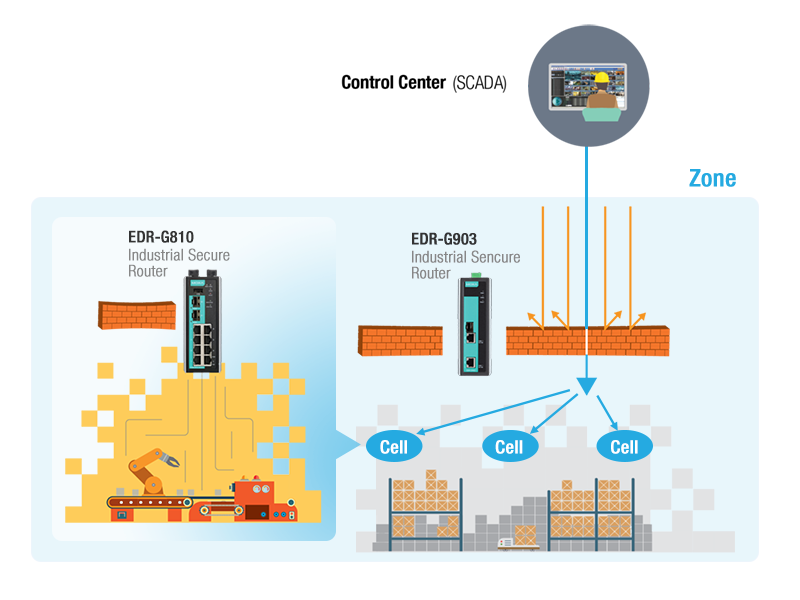 Control Center (SCADA)
Zone
EDR-G810
Industrial Secure
Router
EDR-G903
Industrial Sencure
Router
Cell
Cell
Cell